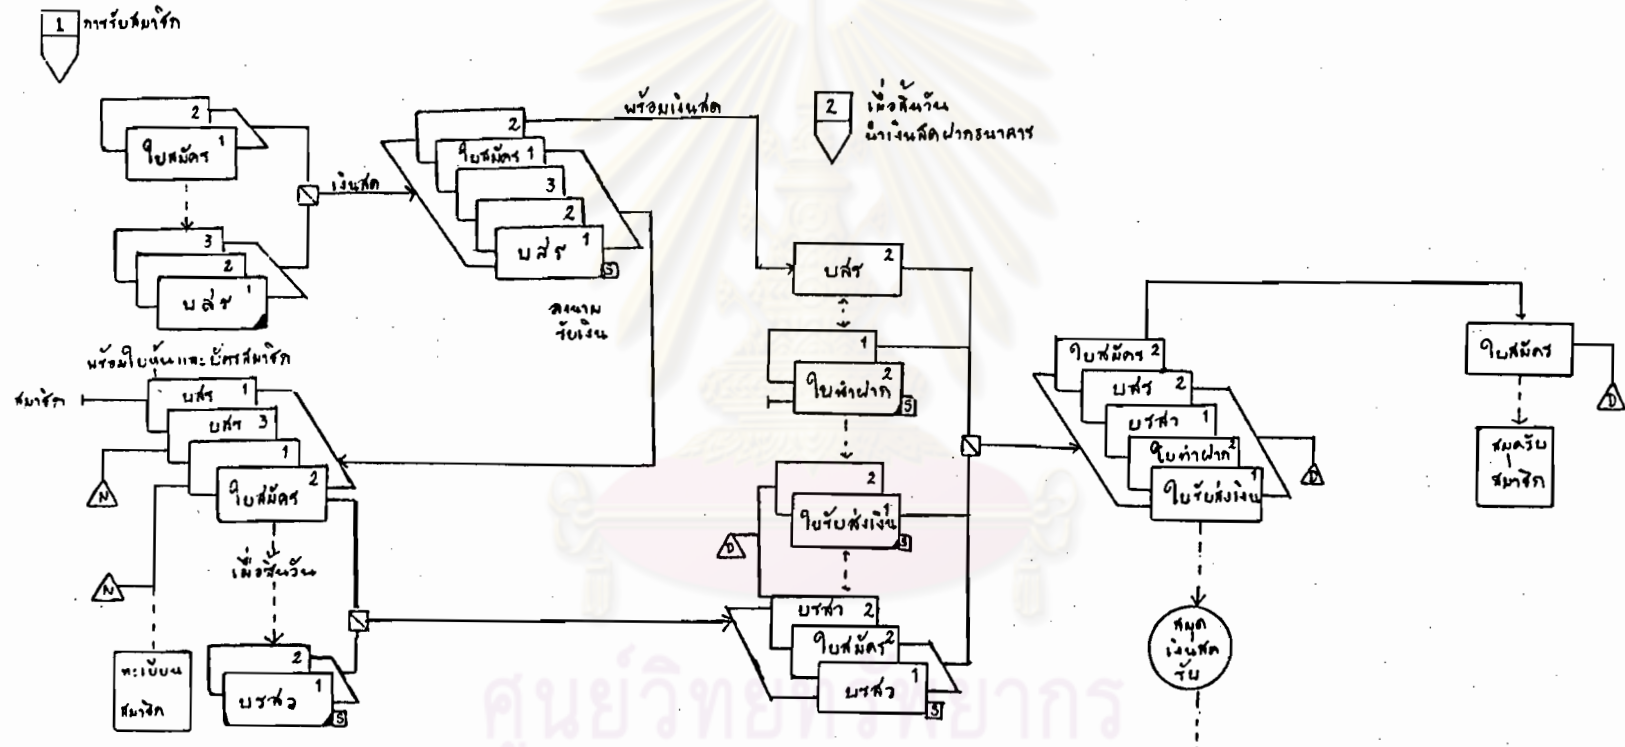 1 การรับสมาชิก
2
ใบสมัคร 1
3
2
บสร 1
เงินสด
2
ใบสมัคร 1
3
2
บสร 1
S
ลงนาม
รับเงิน
พร้อมเงินสด
2 เมื่อสิ้นวัน
นำเงินสดฝากธนาคาร
พร้อมใบหุ้นและบัตรสมาชิก
สมาชิก
บสร 1
บสร 3
1
ใบสมัคร 2
N
N
เมื่อสิ้นวัน
ทะเบียน
สมาชิก
2
บรสว 1
S
บสร 2
1
ใบนำฝาก 2
S
2
ใบรับส่งเงิน 1
S
D
บรสว 2
ใบสมัคร 2
บรสว 1
S
ใบสมัคร 2
บสร 2
บรสว 1
ใบนำฝาก 2
ใบรับส่งเงิน 1
D
สมุด
เงินสด
รับ
ใบสมัคร
D
สมาชิก
ศูนย์วิทยทรัพยากร